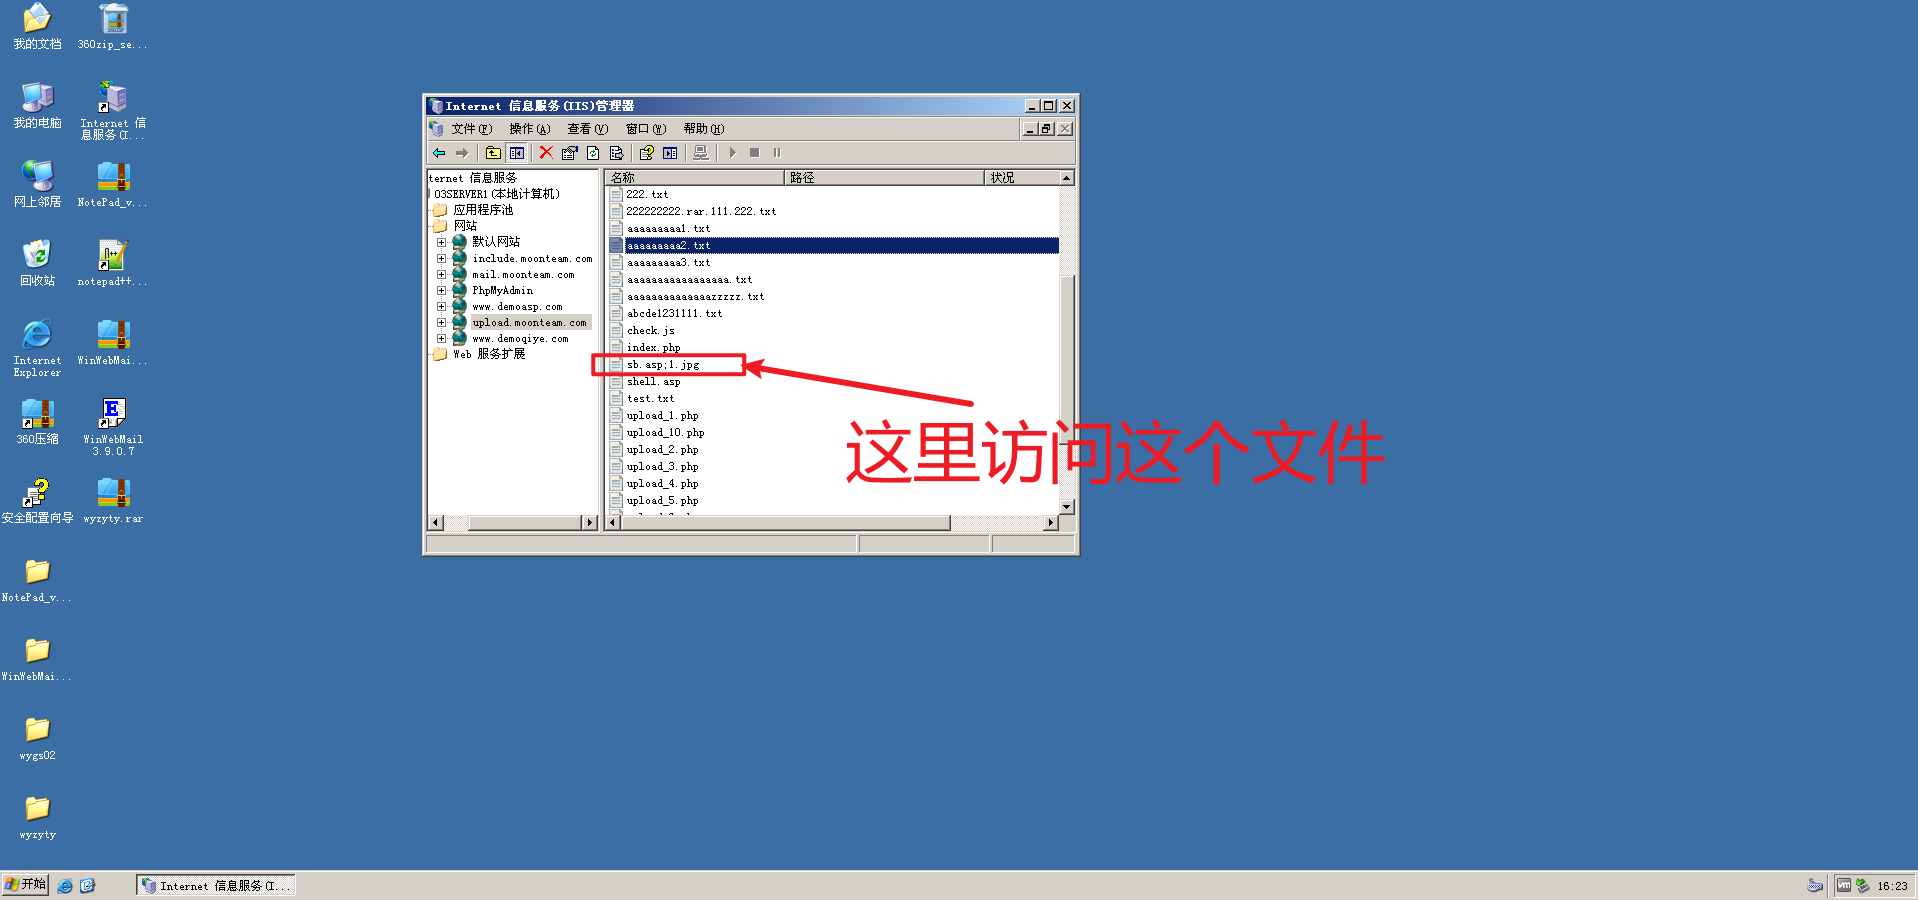 我的文档
360zip_se...
我的电脑
Internet 信
息服务(I...
网上邻居
NotePad_v...
回收站
notepad++...
Internet
Explorer
WinWebMai...
360压缩
WinWebMail
3.9.0.7
安全配置向导
wyzyty.rar
NotePad_v...
WinWebMai...
wygs02
wyzyty
Internet 信息服务(IIS)管理器
文件(F) 操作(A) 查看(V) 窗口(W) 帮助(H)
ternet 信息服务
03SERVER1(本地计算机)
应用程序池
网站
默认网站
include.moonteam.com
mail.moonteam.com
PhpMyAdmin
www.demoasp.com
upload.moonteam.com
www.demoqiye.com
Web 服务扩展
名称 路径 状况
222.txt
222222222.rar.111.222.txt
aaaaaaaaa1.txt
aaaaaaaaa2.txt
aaaaaaaaa3.txt
aaaaaaaaaaaaaaaaa.txt
aaaaaaaaaaaaaazzzzz.txt
abcde1231111.txt
check.js
index.php
sb.asp;1.jpg
shell.asp
test.txt
upload_1.php
upload_10.php
upload_2.php
upload_3.php
upload_4.php
upload_5.php
这里访问这个文件
开始
Internet 信息服务(I...
vm
16:23